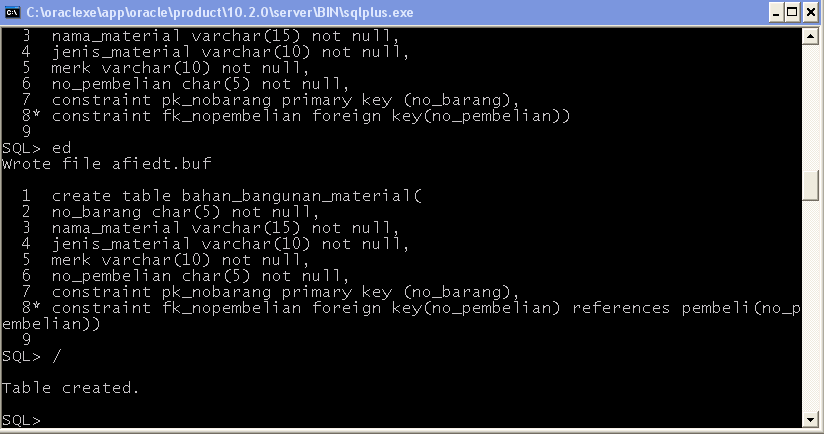 C:\oraclexe\app\oracle\product\10.2.0\server\BIN\sqlplus.exe
3 nama_material varchar(15) not null,
4 jenis_material varchar(10) not null,
5 merk varchar(10) not null,
6 no_pembelian char(5) not null,
7 constraint pk_nobarang primary key (no_barang),
8* constraint fk_nopembelian foreign key(no_pembelian))
9
SQL> ed
Wrote file afiedt.buf
1 create table bahan_bangunan_material(
2 no_barang char(5) not null,
3 nama_material varchar(15) not null,
4 jenis_material varchar(10) not null,
5 merk varchar(10) not null,
6 no_pembelian char(5) not null,
7 constraint pk_nobarang primary key (no_barang),
8* constraint fk_nopembelian foreign key(no_pembelian) references pembeli(no_p
embelian))
9
SQL> /
Table created.
SQL>